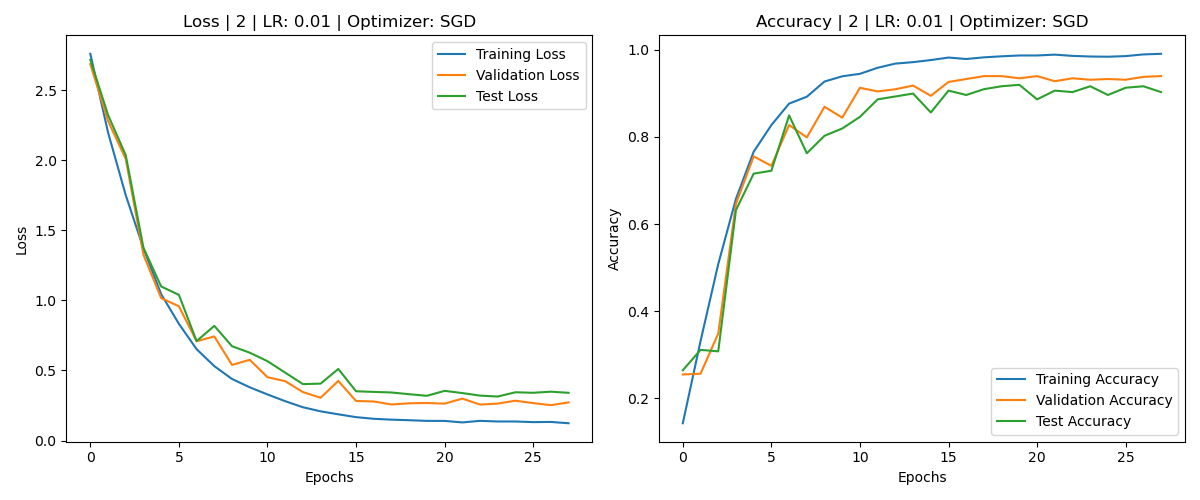 Loss | 2 | LR: 0.01 | Optimizer: SGD
Training Loss
Validation Loss
Test Loss
2.5
2.0
1.5
1.0
0.5
0.0
Loss
0 5 10 15 20 25
Epochs
Accuracy | 2 | LR: 0.01 | Optimizer: SGD
1.0
0.8
0.6
0.4
0.2
Accuracy
Training Accuracy
Validation Accuracy
Test Accuracy
0 5 10 15 20 25
Epochs